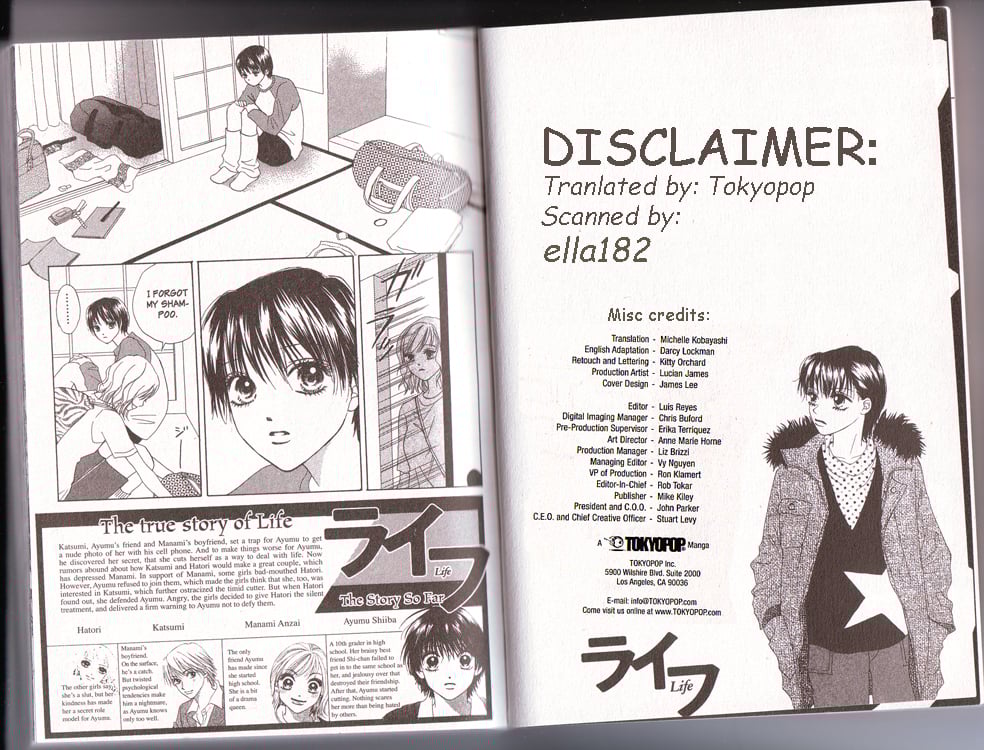 ......
I FORGOT
MY SHAM-
POO.
ジ
ガ
ラッ
The true story of Life
Katsumi, Ayumu's friend and Manami's boyfriend, set a trap for Ayumu to get
a nude photo of her with his cell phone. And to make things worse for Ayumu,
he discovered her secret, that she cuts herself as a way to deal with life. Now
rumors abound about how Katsumi and Hatori would make a great couple, which
has depressed Manami. In support of Manami, some girls bad-mouthed Hatori.
However, Ayumu refused to join them, which made the girls think that she, too, was
interested in Katsumi, which further ostracized the timid cutter. But when Hatori
found out, she defended Ayumu. Angry, the girls decided to give Hatori the silent
treatment, and delivered a firm warning to Ayumu not to defy them.
ライフ
Life
The Story So Far
Hatori
The other girls say
she's a slut, but her
kindness has made
her a secret role
model for Ayumu.
Katsumi
Manami's
boyfriend.
On the surface,
he's a catch.
But twisted
psychological
tendencies make
him a nightmare,
as Ayumu knows
only too well.
Manami Anzai
The only
friend Ayumu
has made since
she started
high school.
She is a bit
of a drama
queen.
Ayumu Shiiba
A 10th grader in high
school. Her brainy best
friend Shi-chan failed to
get in to the same school as
her, and jealousy over that
destroyed their friendship.
After that, Ayumu started
cutting. Nothing scares
her more than being hated
by others.
DISCLAIMER:
Tranlated by: Tokyopop
Scanned by:
ella182
Misc credits:
Translation - Michelle Kobayashi
English Adaptation - Darcy Lockman
Retouch and Lettering - Kitty Orchard
Production Artist - Lucian James
Cover Design - James Lee
Editor - Luis Reyes
Digital Imaging Manager - Chris Buford
Pre-Production Supervisor - Erika Terriquez
Art Director - Anne Marie Horne
Production Manager - Liz Brizzi
Managing Editor - Vy Nguyen
VP of Production - Ron Klamert
Editor-in-Chief - Rob Tokar
Publisher - Mike Kiley
President and C.O.O. - John Parker
C.E.O. and Chief Creative Officer - Stuart Levy
A TOKYOPOP Manga
TOKYOPOP Inc.
5900 Wilshire Blvd. Suite 2000
Los Angeles, CA 90036
E-mail: info@TOKYOPOP.com
Come visit us online at www.TOKYOPOP.com
ライフ
Life